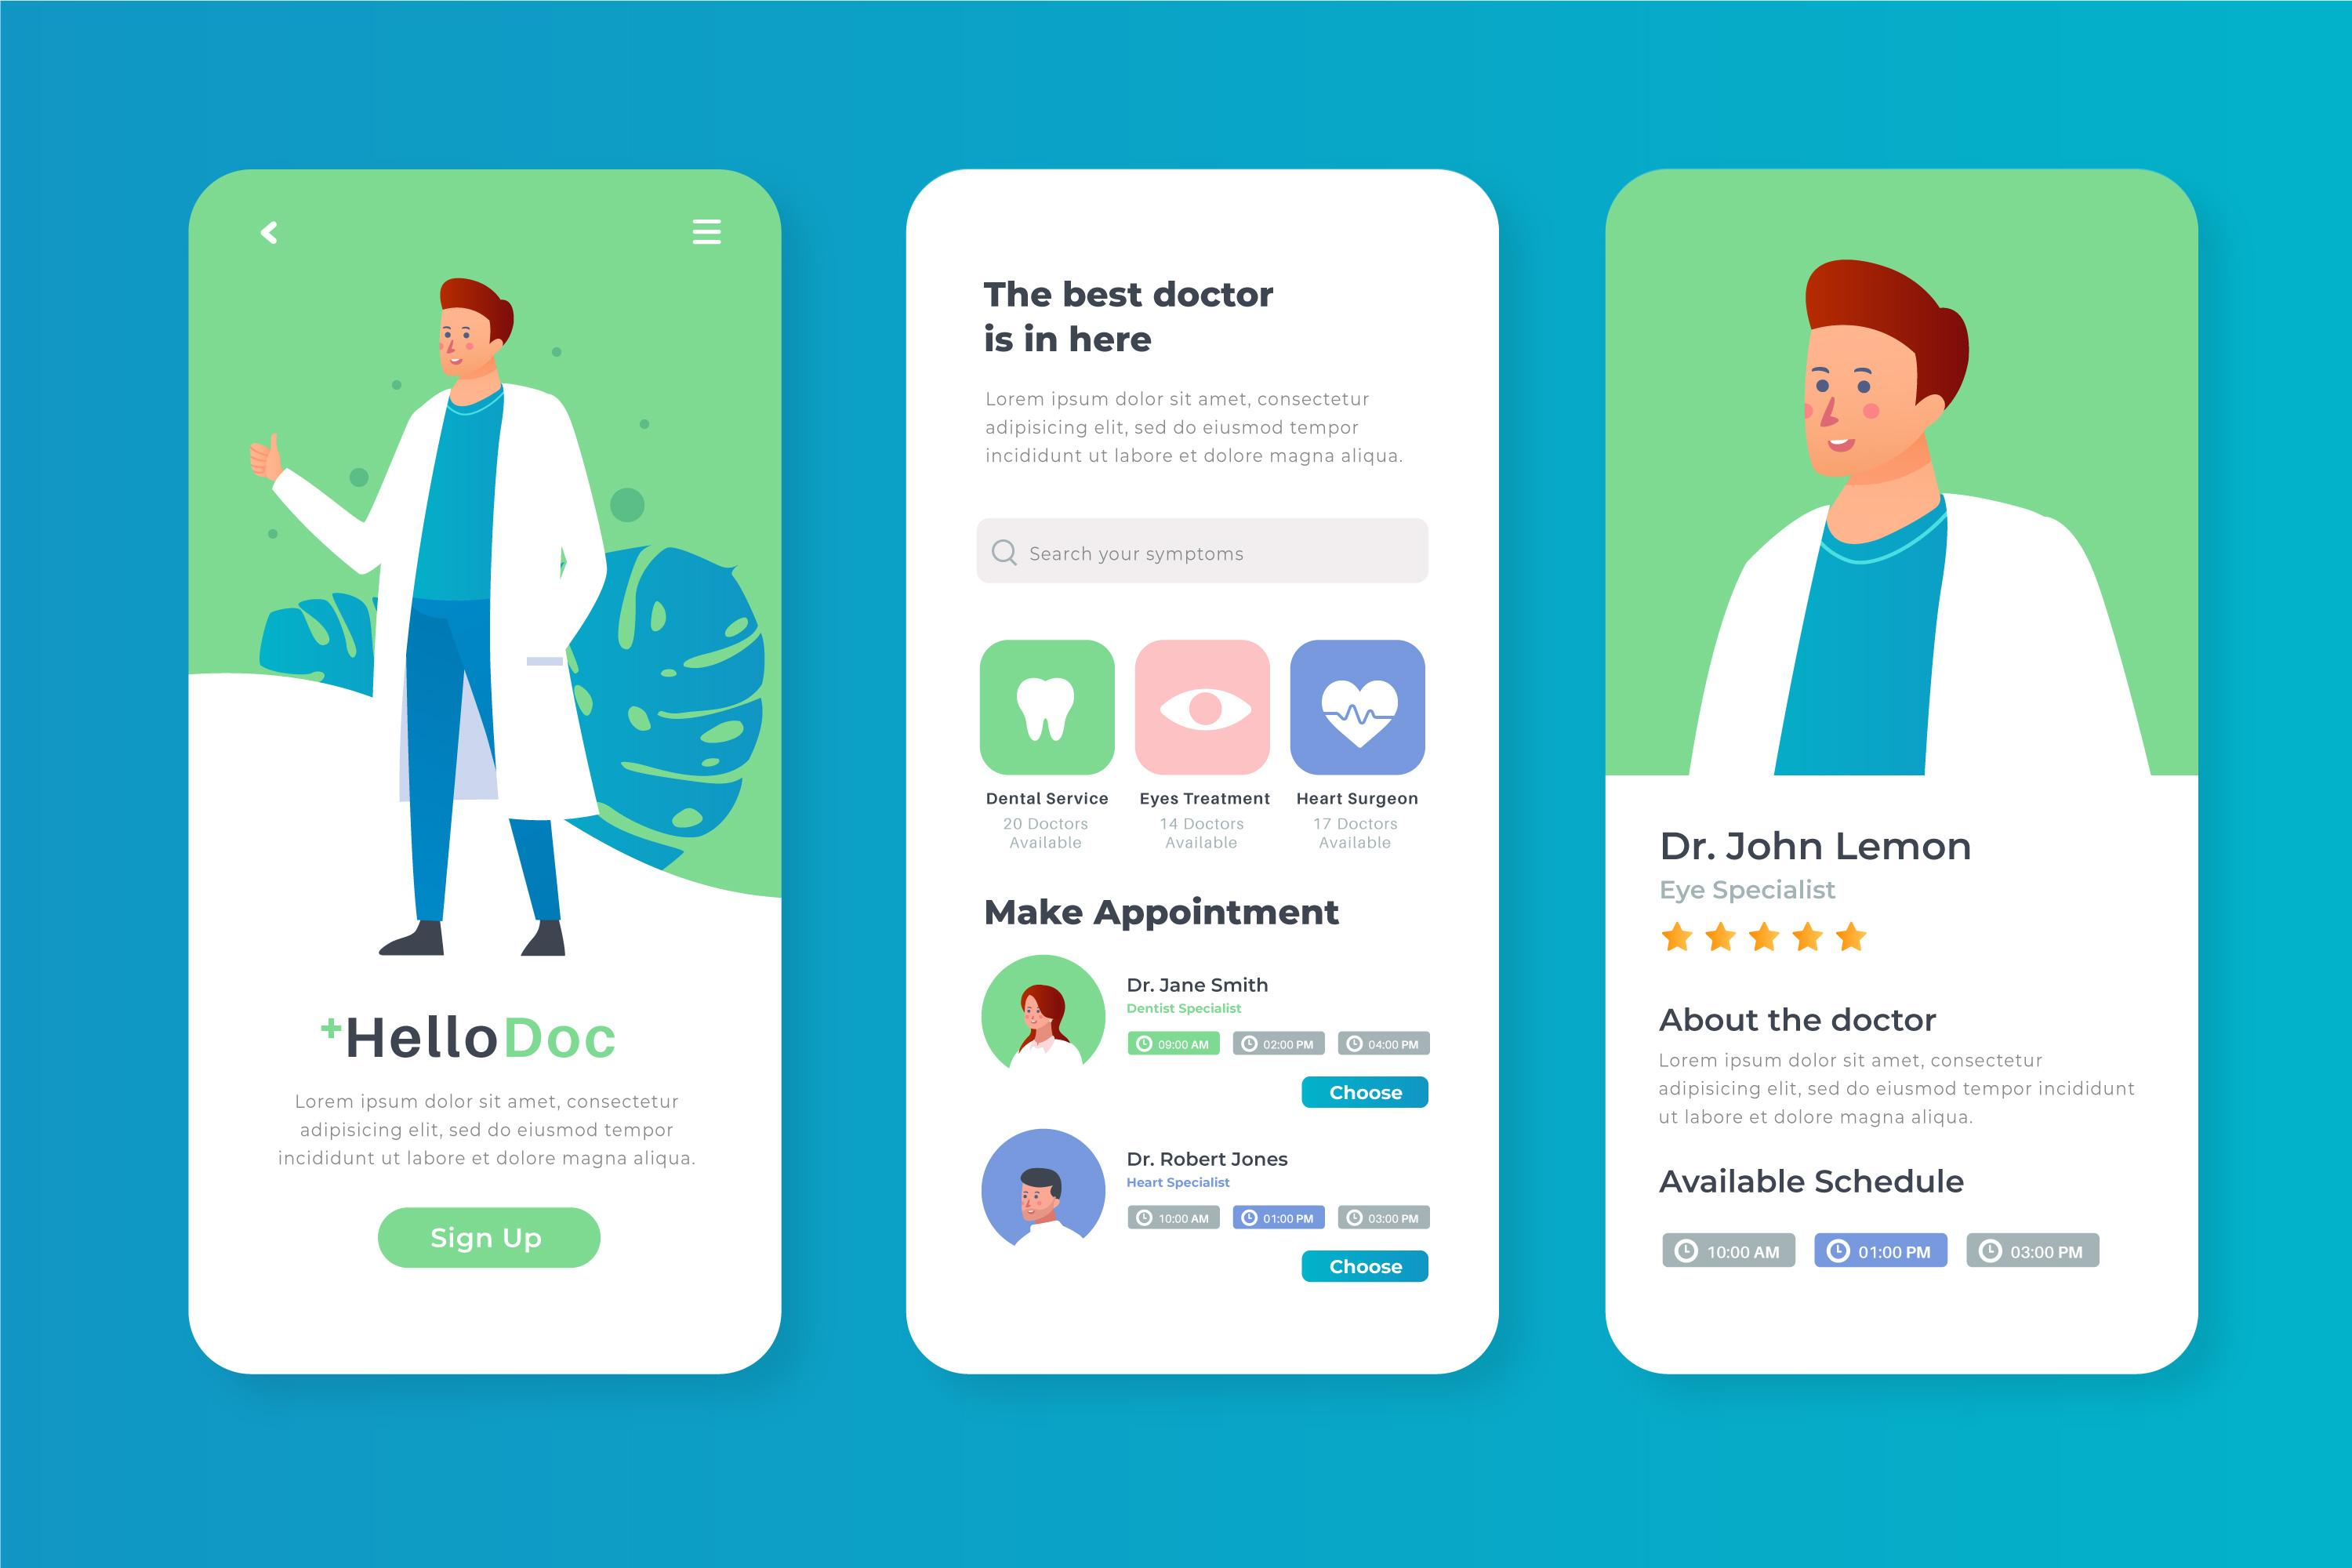 +HelloDoc
Lorem ipsum dolor sit amet, consectetur
adipisicing elit, sed do eiusmod tempor
incididunt ut labore et dolore magna aliqua.
Sign Up
The best doctor
is in here
Lorem ipsum dolor sit amet, consectetur
adipisicing elit, sed do eiusmod tempor
incididunt ut labore et dolore magna aliqua.
Search your symptoms
Dental Service
20 Doctors
Available
Eyes Treatment
14 Doctors
Available
Heart Surgeon
17 Doctors
Available
Make Appointment
Dr. Jane Smith
Dentist Specialist
09:00 AM 02:00 PM 04:00 PM
Choose
Dr. Robert Jones
Heart Specialist
10:00 AM 01:00 PM 03:00 PM
Choose
Dr. John Lemon
Eye Specialist
About the doctor
Lorem ipsum dolor sit amet, consectetur
adipisicing elit, sed do eiusmod tempor incididunt
ut labore et dolore magna aliqua.
Available Schedule
10:00 AM 01:00 PM 03:00 PM